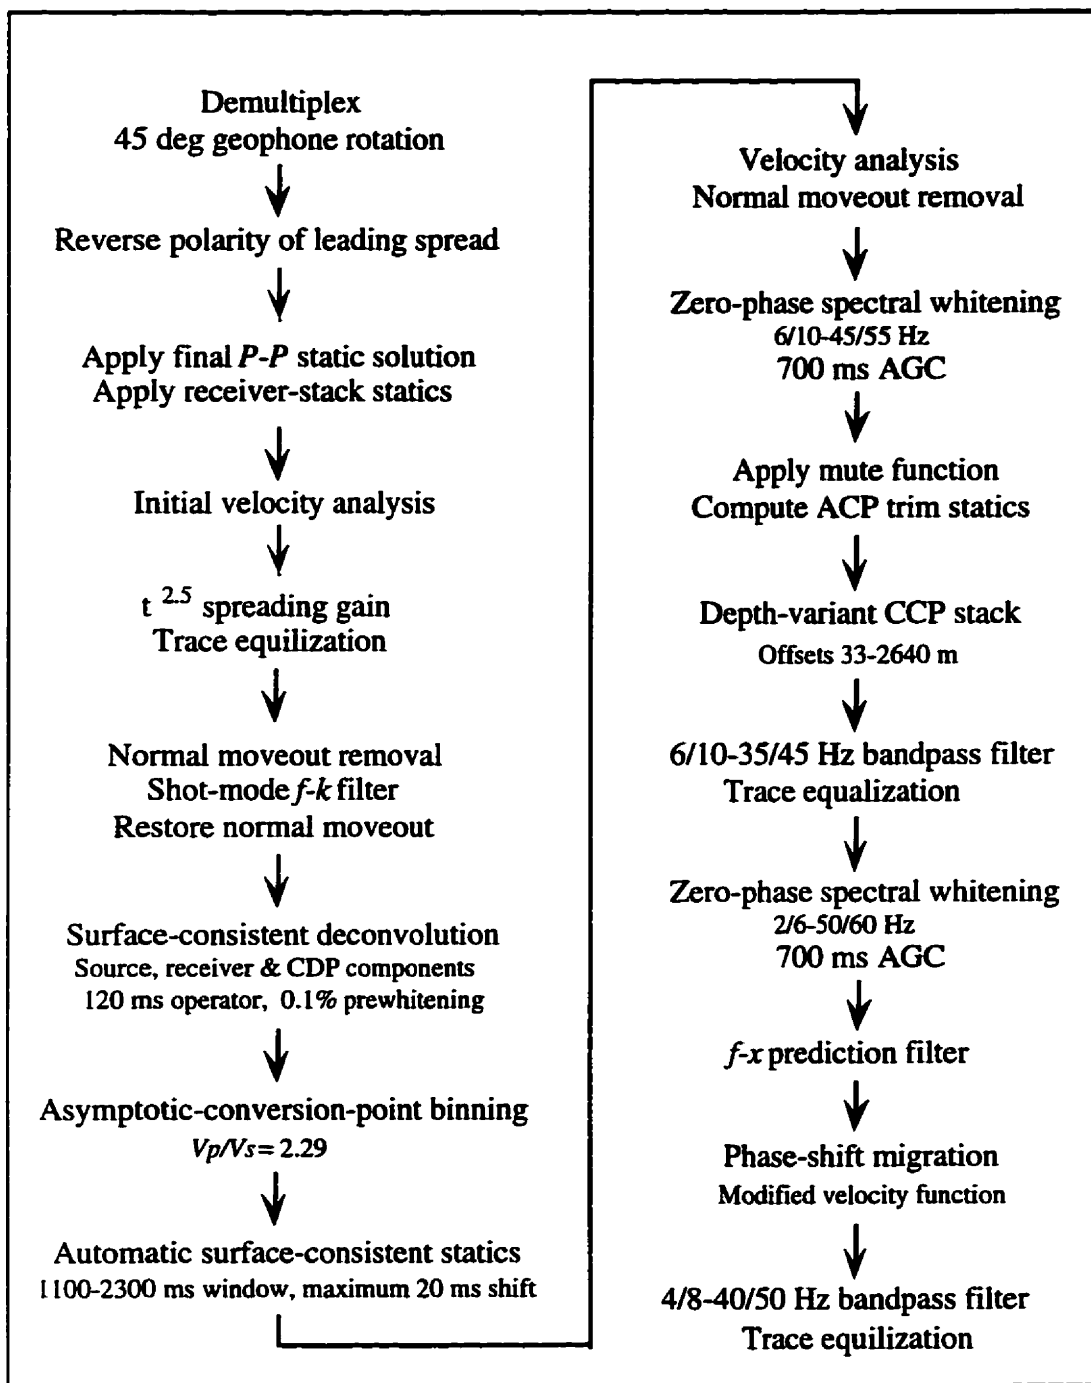 Demultiplex
45 deg geophone rotation
Reverse polarity of leading spread
Apply final P-P static solution
Apply receiver-stack statics
Initial velocity analysis
t 2.5 spreading gain
Trace equilization
Normal moveout removal
Shot-mode f-k filter
Restore normal moveout
Surface-consistent deconvolution
Source, receiver & CDP components
120 ms operator, 0.1% prewhitening
Asymptotic-conversion-point binning
Vp/Vs= 2.29
Automatic surface-consistent statics
1100-2300 ms window, maximum 20 ms shift
Velocity analysis
Normal moveout removal
Zero-phase spectral whitening
6/10-45/55 Hz
700 ms AGC
Apply mute function
Compute ACP trim statics
Depth-variant CCP stack
Offsets 33-2640 m
6/10-35/45 Hz bandpass filter
Trace equalization
Zero-phase spectral whitening
2/6-50/60 Hz
700 ms AGC
f-x prediction filter
Phase-shift migration
Modified velocity function
4/8-40/50 Hz bandpass filter
Trace equilization